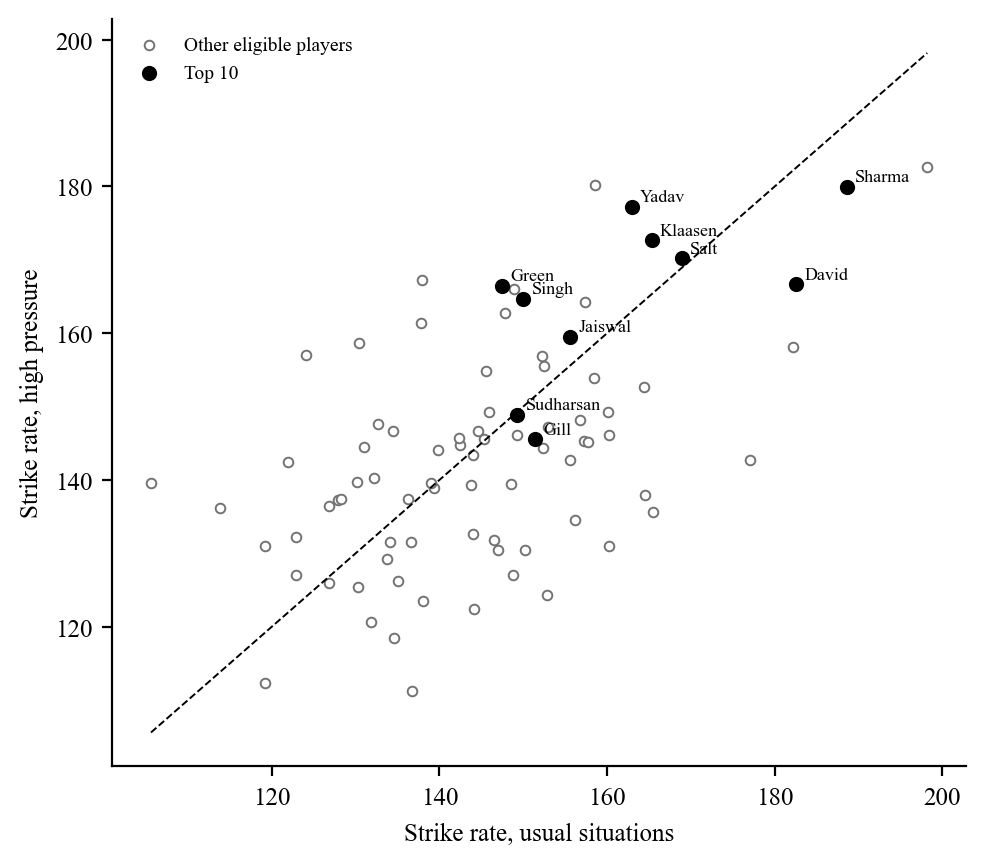 200
Other eligible players
Top 10
Sharma
180
Yadav
Klaasen
Salt
David
Green
Singh
160
Jaiswal
Sudharsan
Gill
140
120
Strike rate, high pressure
120
140
160
180
200
Strike rate, usual situations